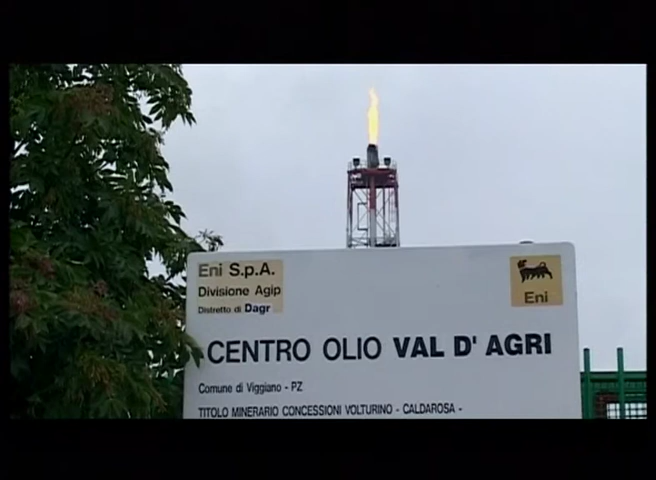 Eni S.p.A.
Divisione Agip
Distretto di Dagr
Eni
CENTRO OLIO VAL D' AGRI
Comune di Viggiano - PZ
TITOLO MINERARIO CONCESSIONI VOLTURINO - CALDAROSA -